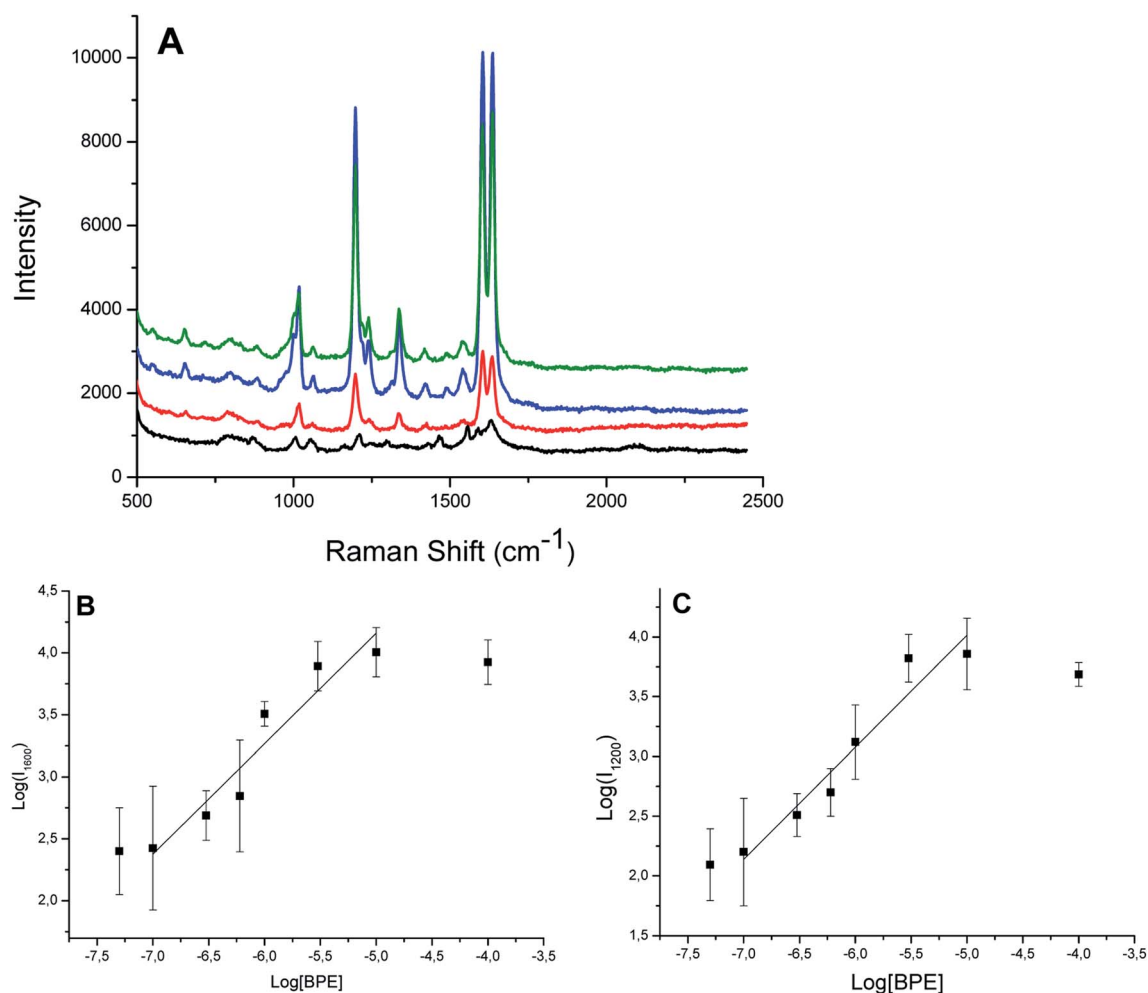 A
10000
8000
6000
4000
2000
0
Intensity
500 1000 1500 2000 2500
Raman Shift (cm⁻¹)
B
4,5
4,0
3,5
3,0
2,5
2,0
Log(I₁₆₀₀)
-7,5 -7,0 -6,5 -6,0 -5,5 -5,0 -4,5 -4,0 -3,5
Log[BPE]
C
4,0
3,5
3,0
2,5
2,0
1,5
Log(I₁₂₀₀)
-7,5 -7,0 -6,5 -6,0 -5,5 -5,0 -4,5 -4,0 -3,5
Log[BPE]